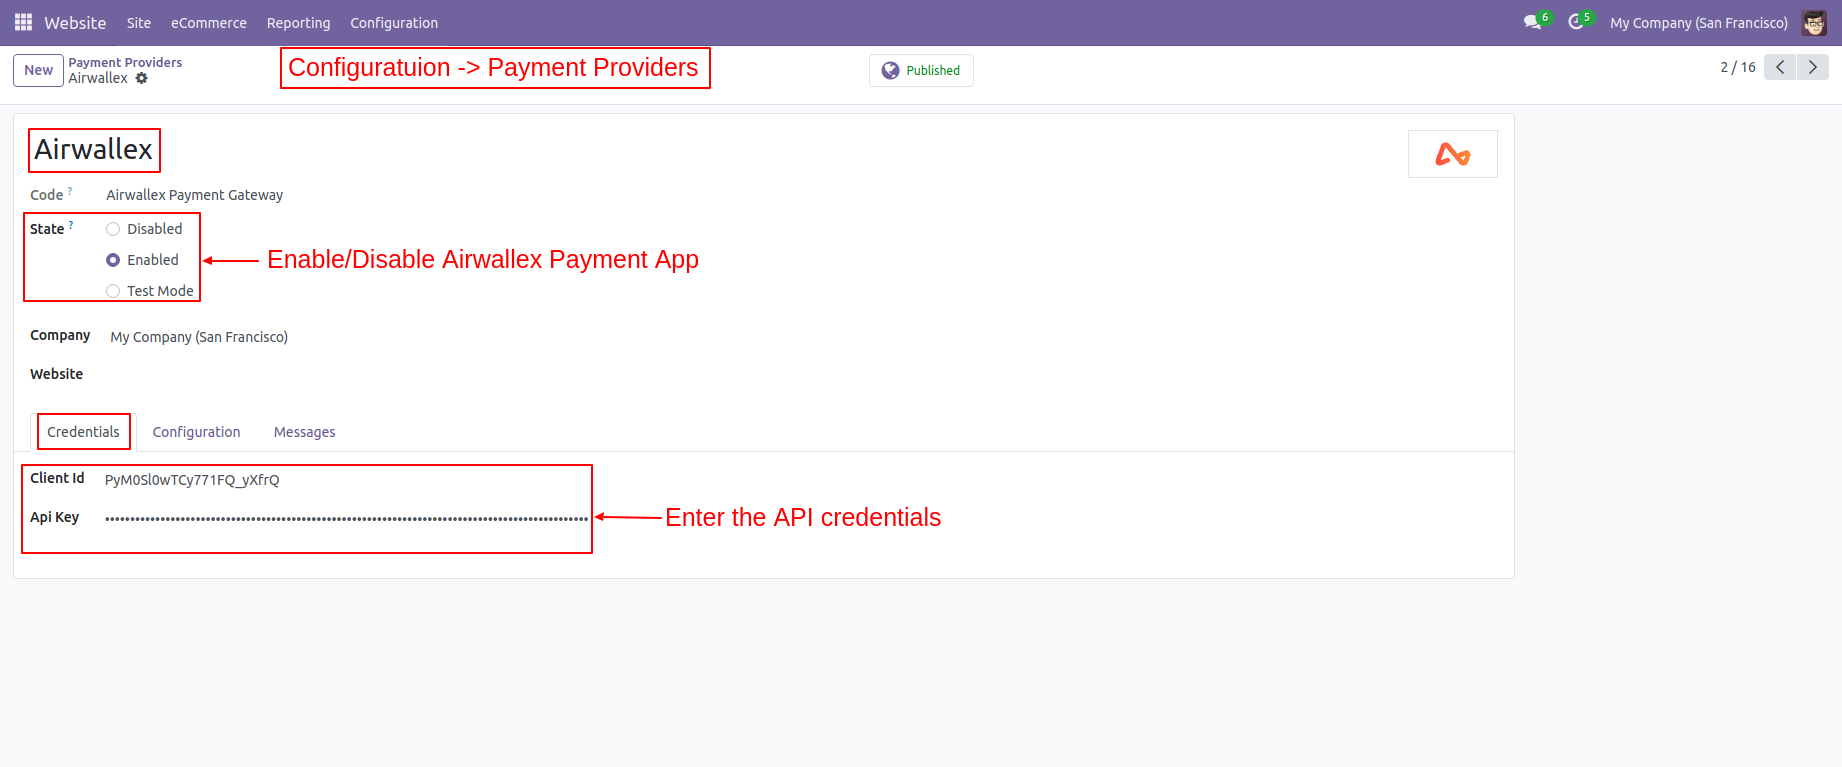 Website Site eCommerce Reporting Configuration 6 5 My Company (San Francisco)
New Payment Providers
Airwallex
Configuratuion -> Payment Providers
Published
2 / 16
Airwallex
Code ? Airwallex Payment Gateway
State ? Disabled
Enabled
Enable/Disable Airwallex Payment App
Test Mode
Company My Company (San Francisco)
Website
Credentials Configuration Messages
Client Id PyM0Sl0wTCy771FQ_yXfrQ
Api Key
Enter the API credentials